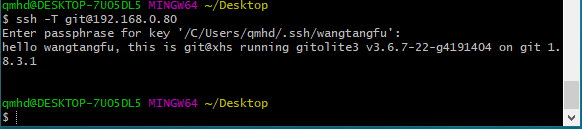 qmhd@DESKTOP-7UO5DL5 MINGW64 ~/Desktop
$ ssh -T git@192.168.0.80
Enter passphrase for key '/C/Users/qmhd/.ssh/wangtangfu':
hello wangtangfu, this is git@xhs running gitolite3 v3.6.7-22-g4191404 on git 1.
8.3.1
qmhd@DESKTOP-7UO5DL5 MINGW64 ~/Desktop
$